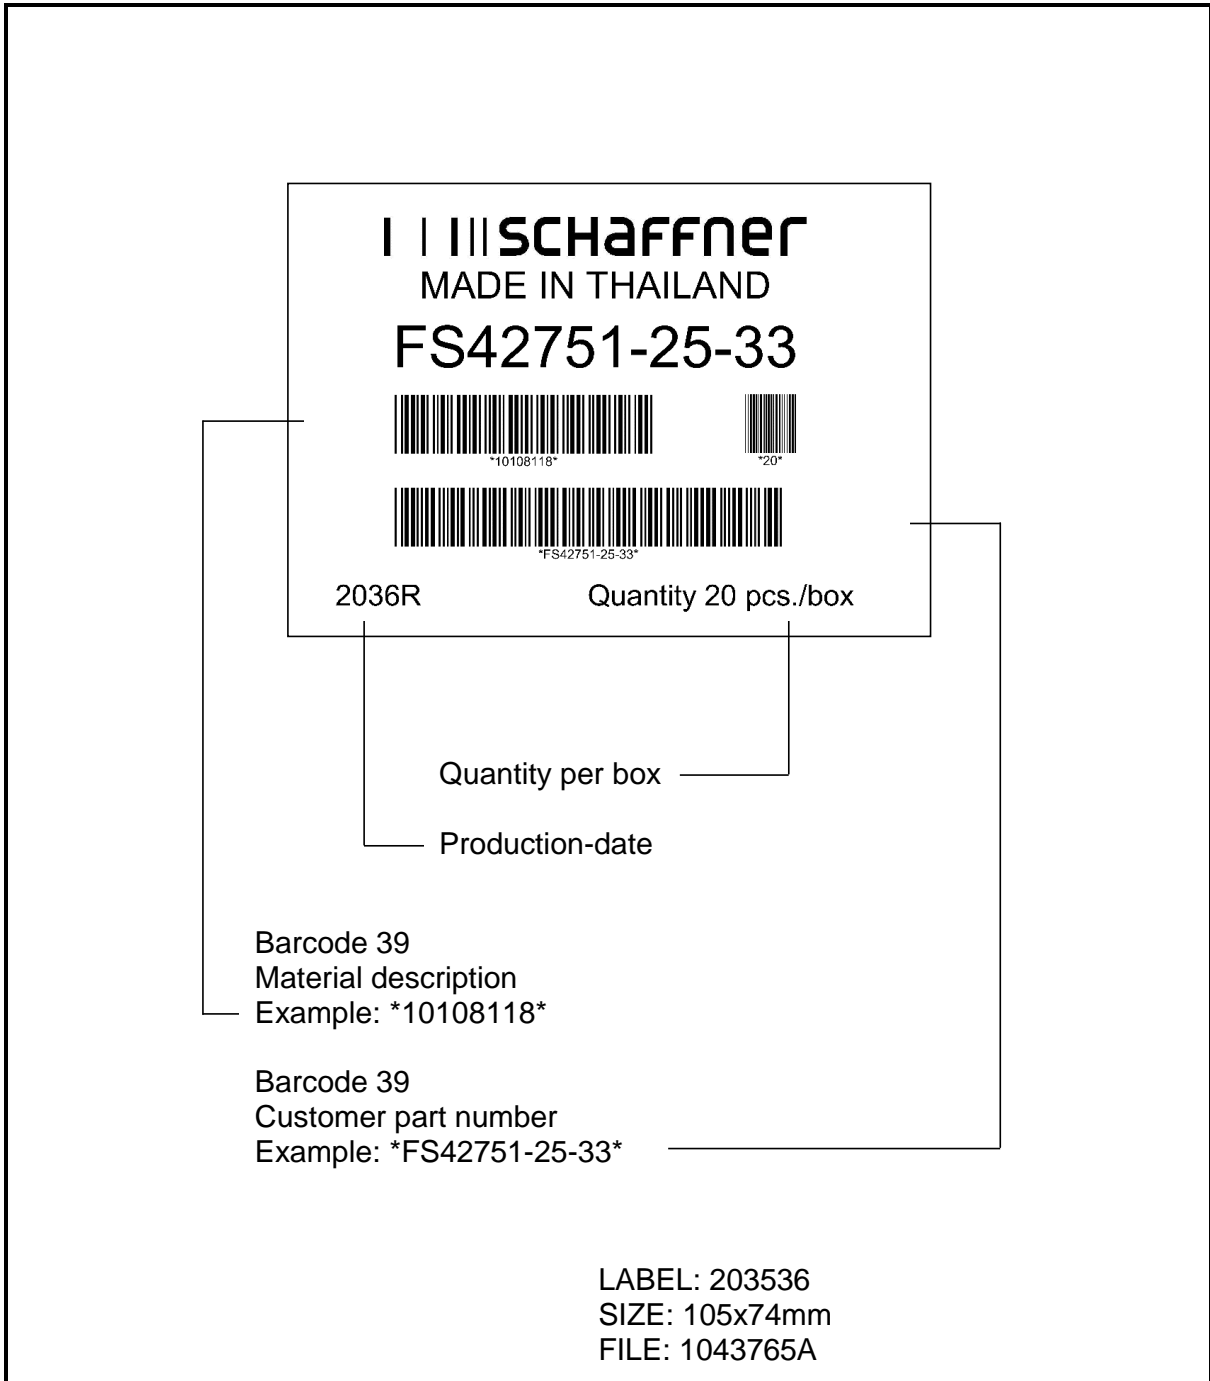 SCHAFFNER
MADE IN THAILAND
FS42751-25-33
*10108118*
*20*
*FS42751-25-33*
2036R
Quantity 20 pcs./box
Quantity per box
Production-date
Barcode 39
Material description
Example: *10108118*
Barcode 39
Customer part number
Example: *FS42751-25-33*
LABEL: 203536
SIZE: 105x74mm
FILE: 1043765A